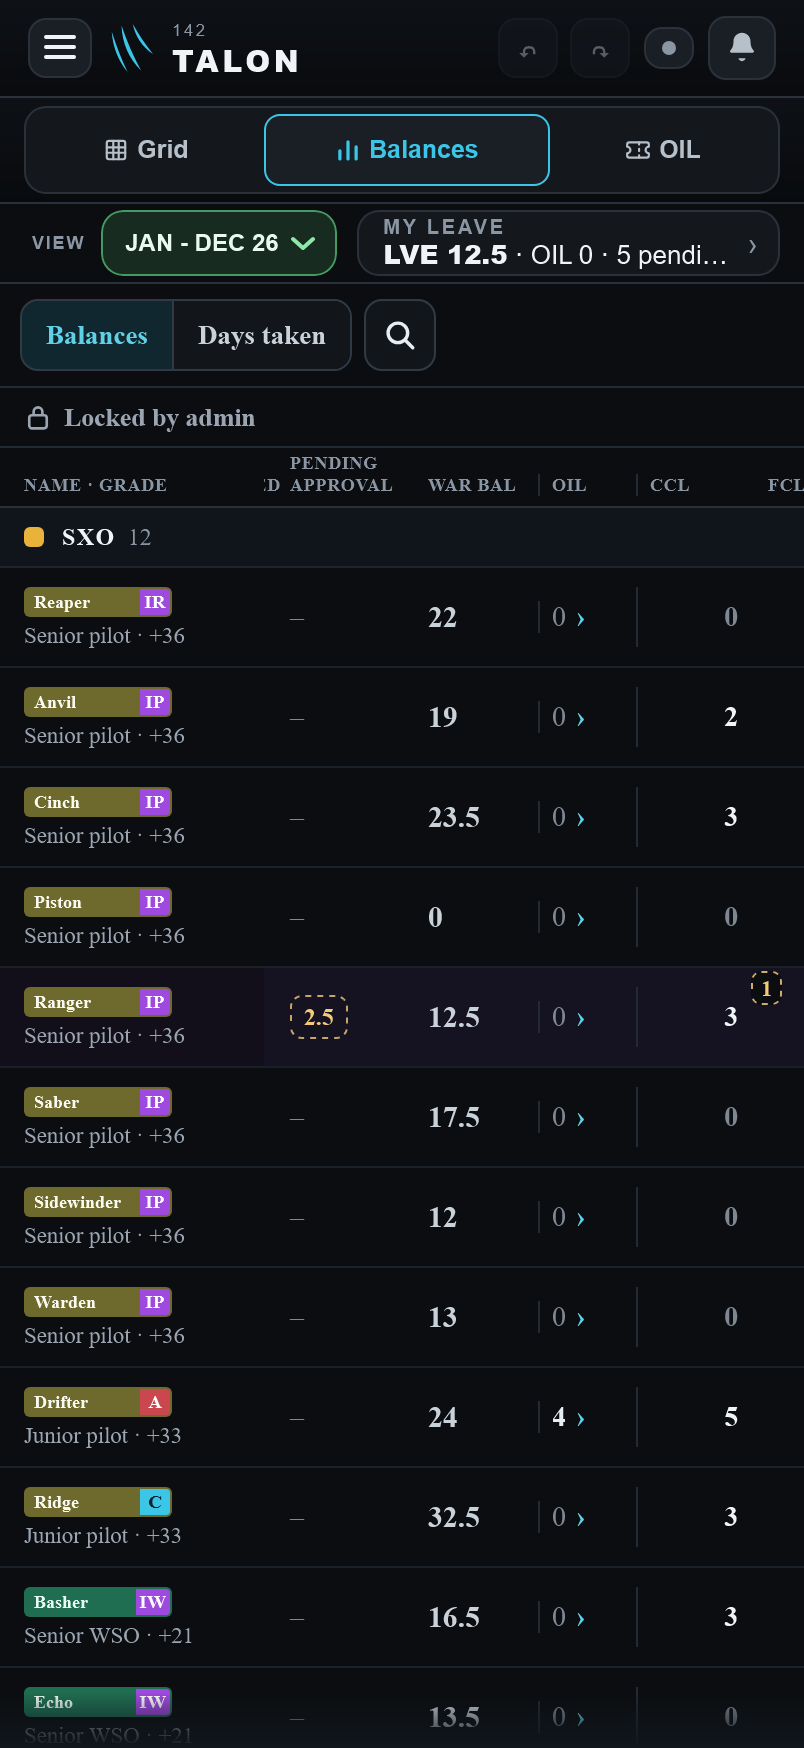 142
TALON
Grid
Balances
OIL
VIEW
JAN - DEC 26
MY LEAVE
LVE 12.5 · OIL 0 · 5 pendi…
Balances
Days taken
Locked by admin
NAME · GRADE
PENDING APPROVAL
WAR BAL
OIL
CCL
FCL
SXO 12
Reaper IR
Senior pilot · +36
– 22 0 › 0
Anvil IP
Senior pilot · +36
– 19 0 › 2
Cinch IP
Senior pilot · +36
– 23.5 0 › 3
Piston IP
Senior pilot · +36
– 0 0 › 0
Ranger IP
Senior pilot · +36
2.5 12.5 0 › 3 1
Saber IP
Senior pilot · +36
– 17.5 0 › 0
Sidewinder IP
Senior pilot · +36
– 12 0 › 0
Warden IP
Senior pilot · +36
– 13 0 › 0
Drifter A
Junior pilot · +33
– 24 4 › 5
Ridge C
Junior pilot · +33
– 32.5 0 › 3
Basher IW
Senior WSO · +21
– 16.5 0 › 3
Echo IW
Senior WSO · +21
– 13.5 0 › 0